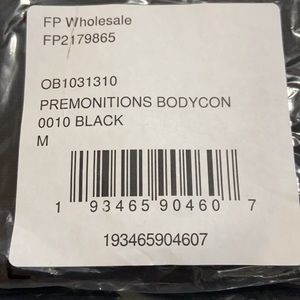 FP Wholesale
FP2179865
OB1031310
PREMONITIONS BODYCON
0010 BLACK
M
1 93465 90460 7
193465904607